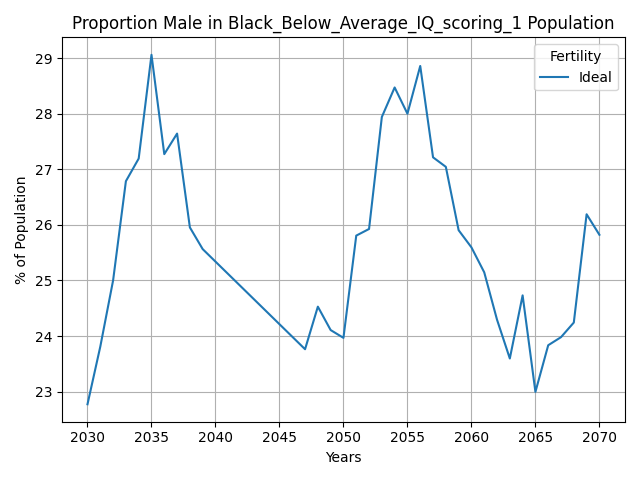 Proportion Male in Black_Below_Average_IQ_scoring_1 Population
Fertility
Ideal
% of Population
29
28
27
26
25
24
23
2030 2035 2040 2045 2050 2055 2060 2065 2070
Years